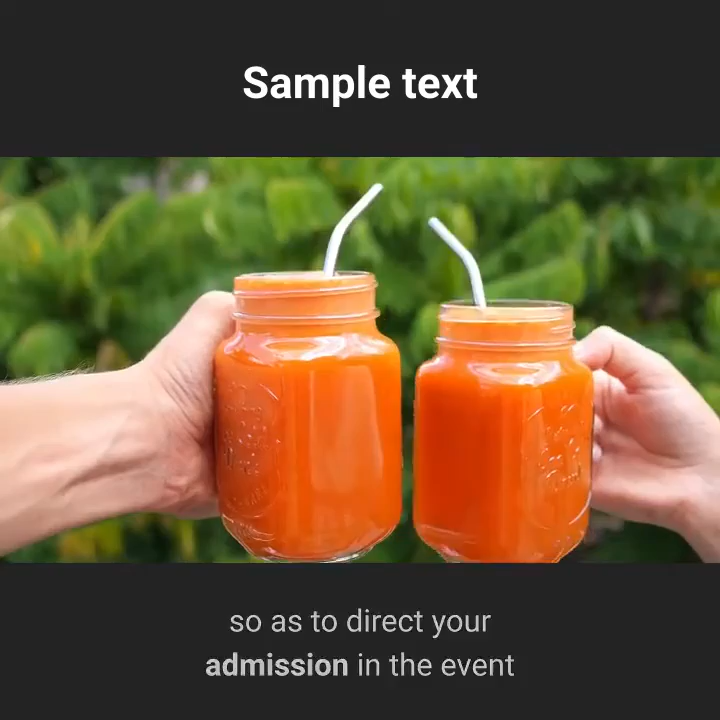 Sample text
so as to direct your
admission in the event